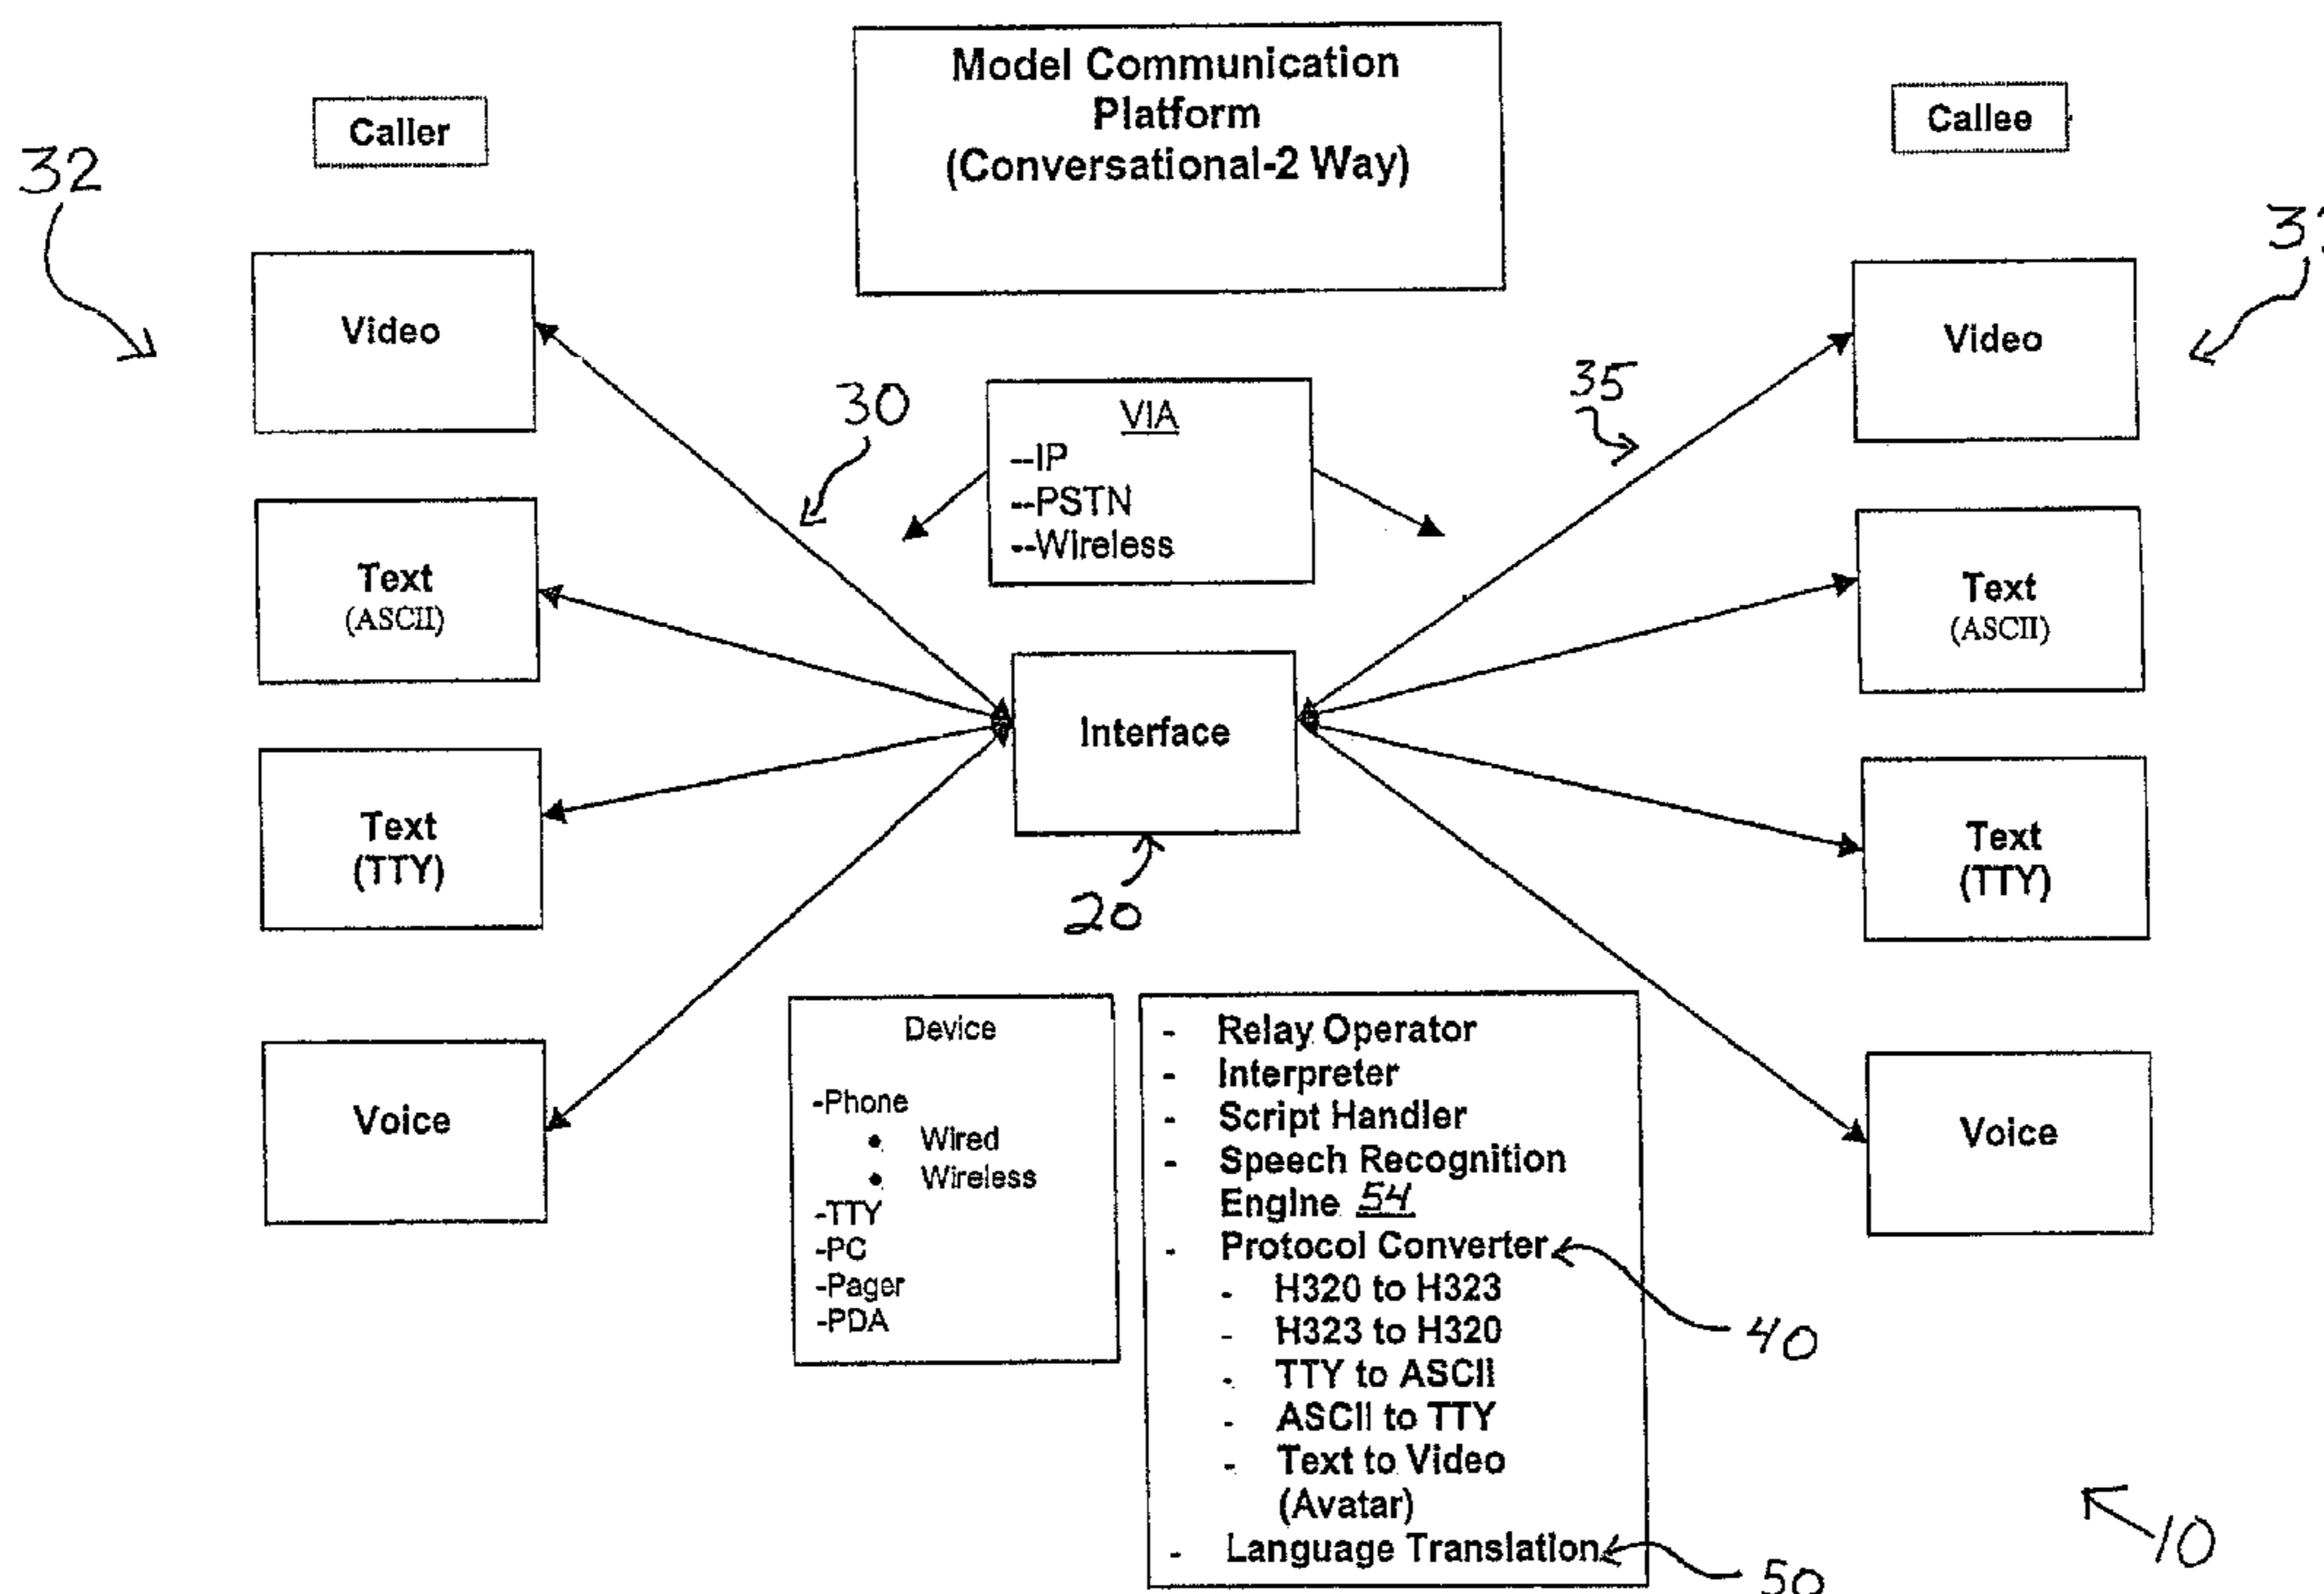 Model Communication
Platform
(Conversational-2 Way)
Caller
Callee
32
Video
Video
VIA
--IP
--PSTN
--Wireless
30
35
Text
(ASCII)
Text
(ASCII)
Interface
20
Text
(TTY)
Text
(TTY)
Voice
Voice
Device
-Phone
• Wired
• Wireless
-TTY
-PC
-Pager
-PDA
- Relay Operator
- Interpreter
- Script Handler
- Speech Recognition
Engine 54
- Protocol Converter
- H320 to H323
- H323 to H320
- TTY to ASCII
- ASCII to TTY
- Text to Video
(Avatar)
- Language Translation
40
50
10